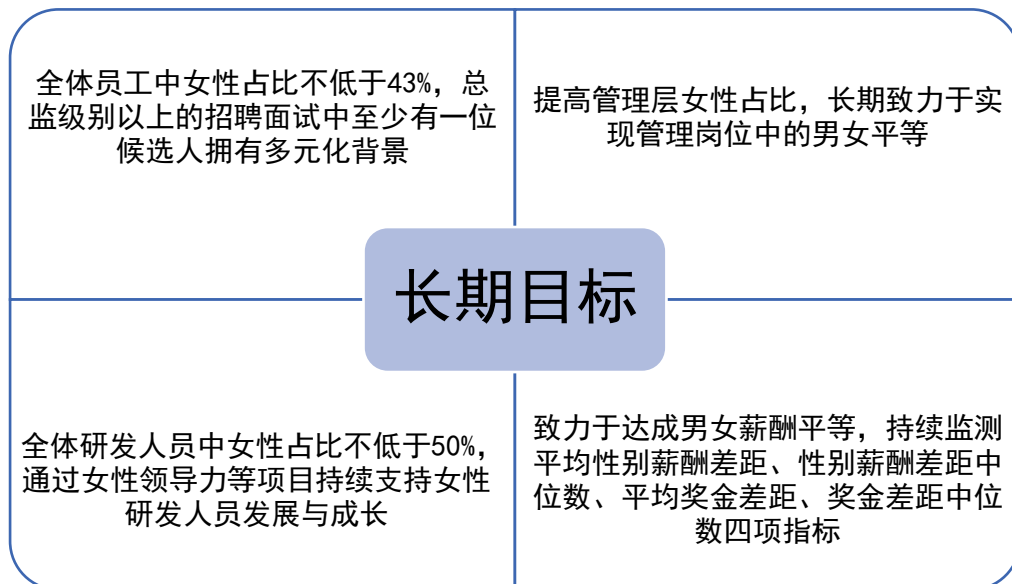 全体员工中女性占比不低于43%，总
监级别以上的招聘面试中至少有一位
候选人拥有多元化背景
提高管理层女性占比，长期致力于实
现管理岗位中的男女平等
长期目标
全体研发人员中女性占比不低于50%，
通过女性领导力等项目持续支持女性
研发人员发展与成长
致力于达成男女薪酬平等，持续监测
平均性别薪酬差距、性别薪酬差距中
位数、平均奖金差距、奖金差距中位
数四项指标